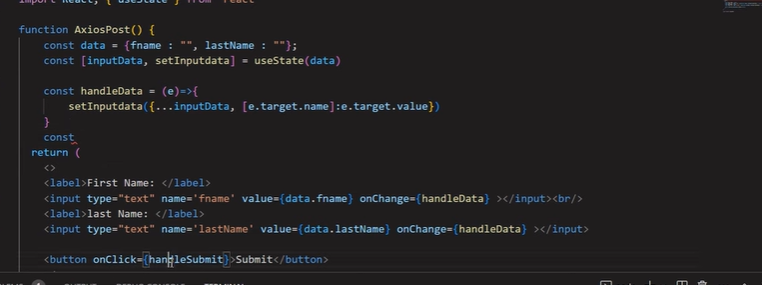 import React, { useState } from 'react'
function AxiosPost() {
const data = {fname : "", lastName : ""};
const [inputData, setInputdata] = useState(data)
const handleData = (e)=>{
setInputdata({...inputData, [e.target.name]:e.target.value})
}
const
return (
<>
<label>First Name: </label>
<input type="text" name='fname' value={data.fname} onChange={handleData} ></input><br/>
<label>last Name: </label>
<input type="text" name='lastName' value={data.lastName} onChange={handleData} ></input>
<button onClick={handleSubmit}>Submit</button>